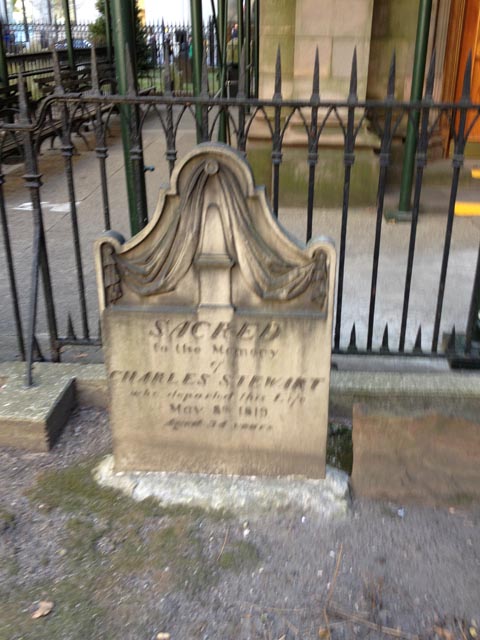 SACRED
to the Memory
of
CHARLES STEWART
who departed this Life
May 8th 1819
Aged 34 years